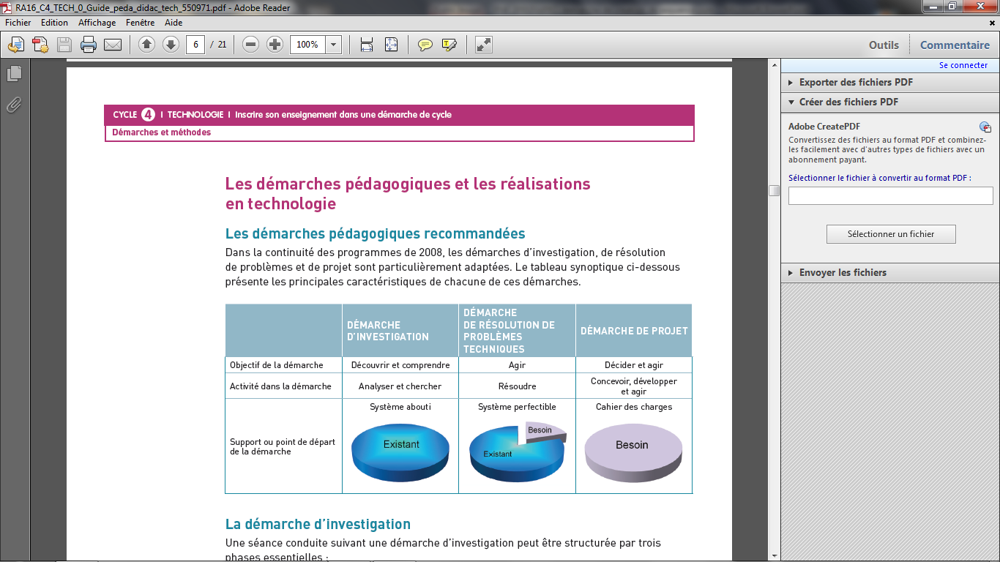 RA16_C4_TECH_0_Guide_peda_didac_tech_550971.pdf - Adobe Reader
Fichier Edition Affichage Fenêtre Aide
6 / 21 100% Outils Commentaire
Se connecter
Exporter des fichiers PDF
Créer des fichiers PDF
Adobe CreatePDF
Convertissez des fichiers au format PDF et combinez-
les facilement avec d'autres types de fichiers avec un
abonnement payant.
Sélectionner le fichier à convertir au format PDF :
Sélectionner un fichier
Envoyer les fichiers
CYCLE 4 I TECHNOLOGIE I Inscrire son enseignement dans une démarche de cycle
Démarches et méthodes
Les démarches pédagogiques et les réalisations
en technologie
Les démarches pédagogiques recommandées
Dans la continuité des programmes de 2008, les démarches d'investigation, de résolution
de problèmes et de projet sont particulièrement adaptées. Le tableau synoptique ci-dessous
présente les principales caractéristiques de chacune de ces démarches.
DÉMARCHE
D'INVESTIGATION
DÉMARCHE
DE RÉSOLUTION DE
PROBLÈMES
TECHNIQUES
DÉMARCHE DE PROJET
Objectif de la démarche
Découvrir et comprendre
Agir
Décider et agir
Activité dans la démarche
Analyser et chercher
Résoudre
Concevoir, développer
et agir
Support ou point de départ
de la démarche
Système abouti
Existant
Système perfectible
Besoin
Existant
Cahier des charges
Besoin
La démarche d'investigation
Une séance conduite suivant une démarche d'investigation peut être structurée par trois
phases essentielles :